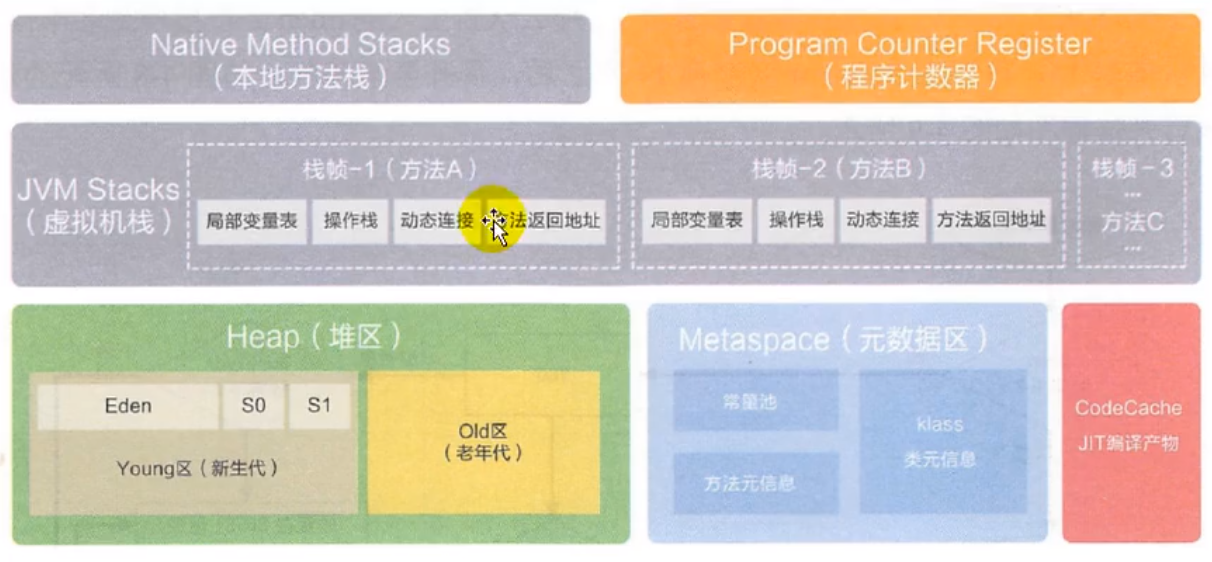 Native Method Stacks
（本地方法栈）
Program Counter Register
（程序计数器）
JVM Stacks
（虚拟机栈）
栈帧-1（方法A）
局部变量表
操作栈
动态连接
方法返回地址
栈帧-2（方法B）
局部变量表
操作栈
动态连接
方法返回地址
栈帧-3
...
方法C
...
Heap（堆区）
Eden
S0
S1
Young区（新生代）
Old区
（老年代）
Metaspace（元数据区）
常量池
方法元信息
klass
类元信息
CodeCache
JIT编译产物